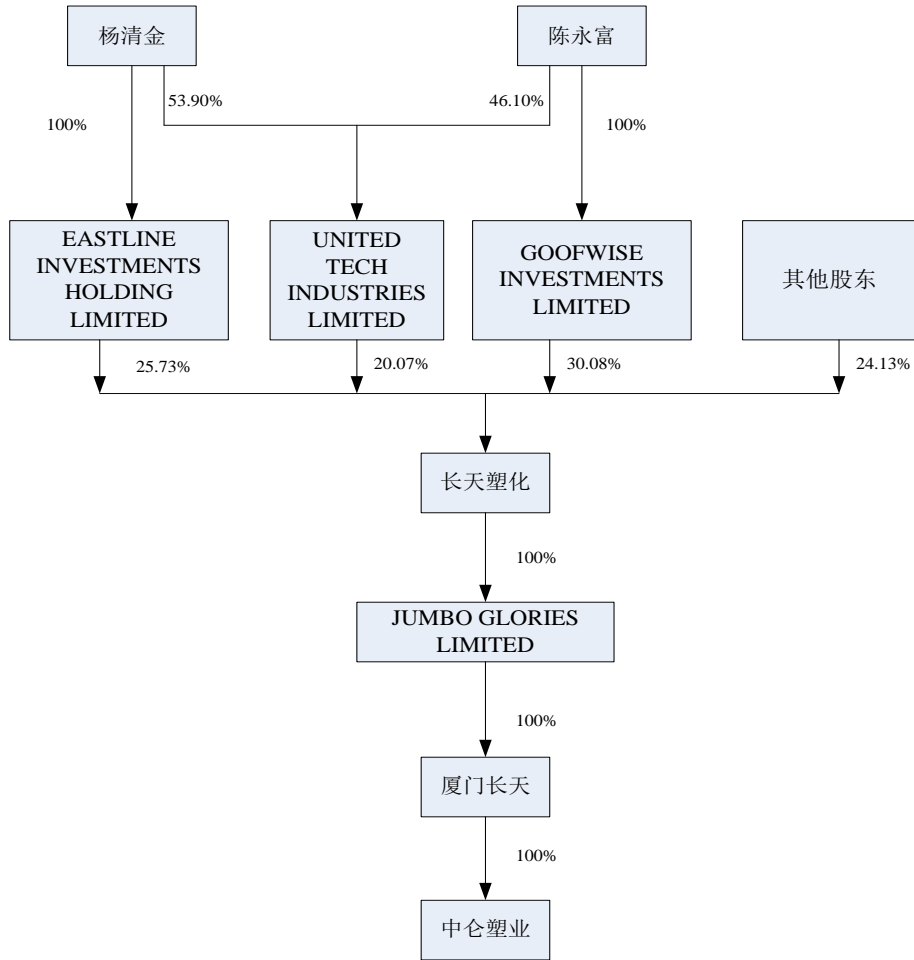 杨清金
陈永富
53.90%
46.10%
100%
100%
EASTLINE
INVESTMENTS
HOLDING
LIMITED
UNITED
TECH
INDUSTRIES
LIMITED
GOOFWISE
INVESTMENTS
LIMITED
其他股东
25.73%
20.07%
30.08%
24.13%
长天塑化
100%
JUMBO GLORIES
LIMITED
100%
厦门长天
100%
中仑塑业